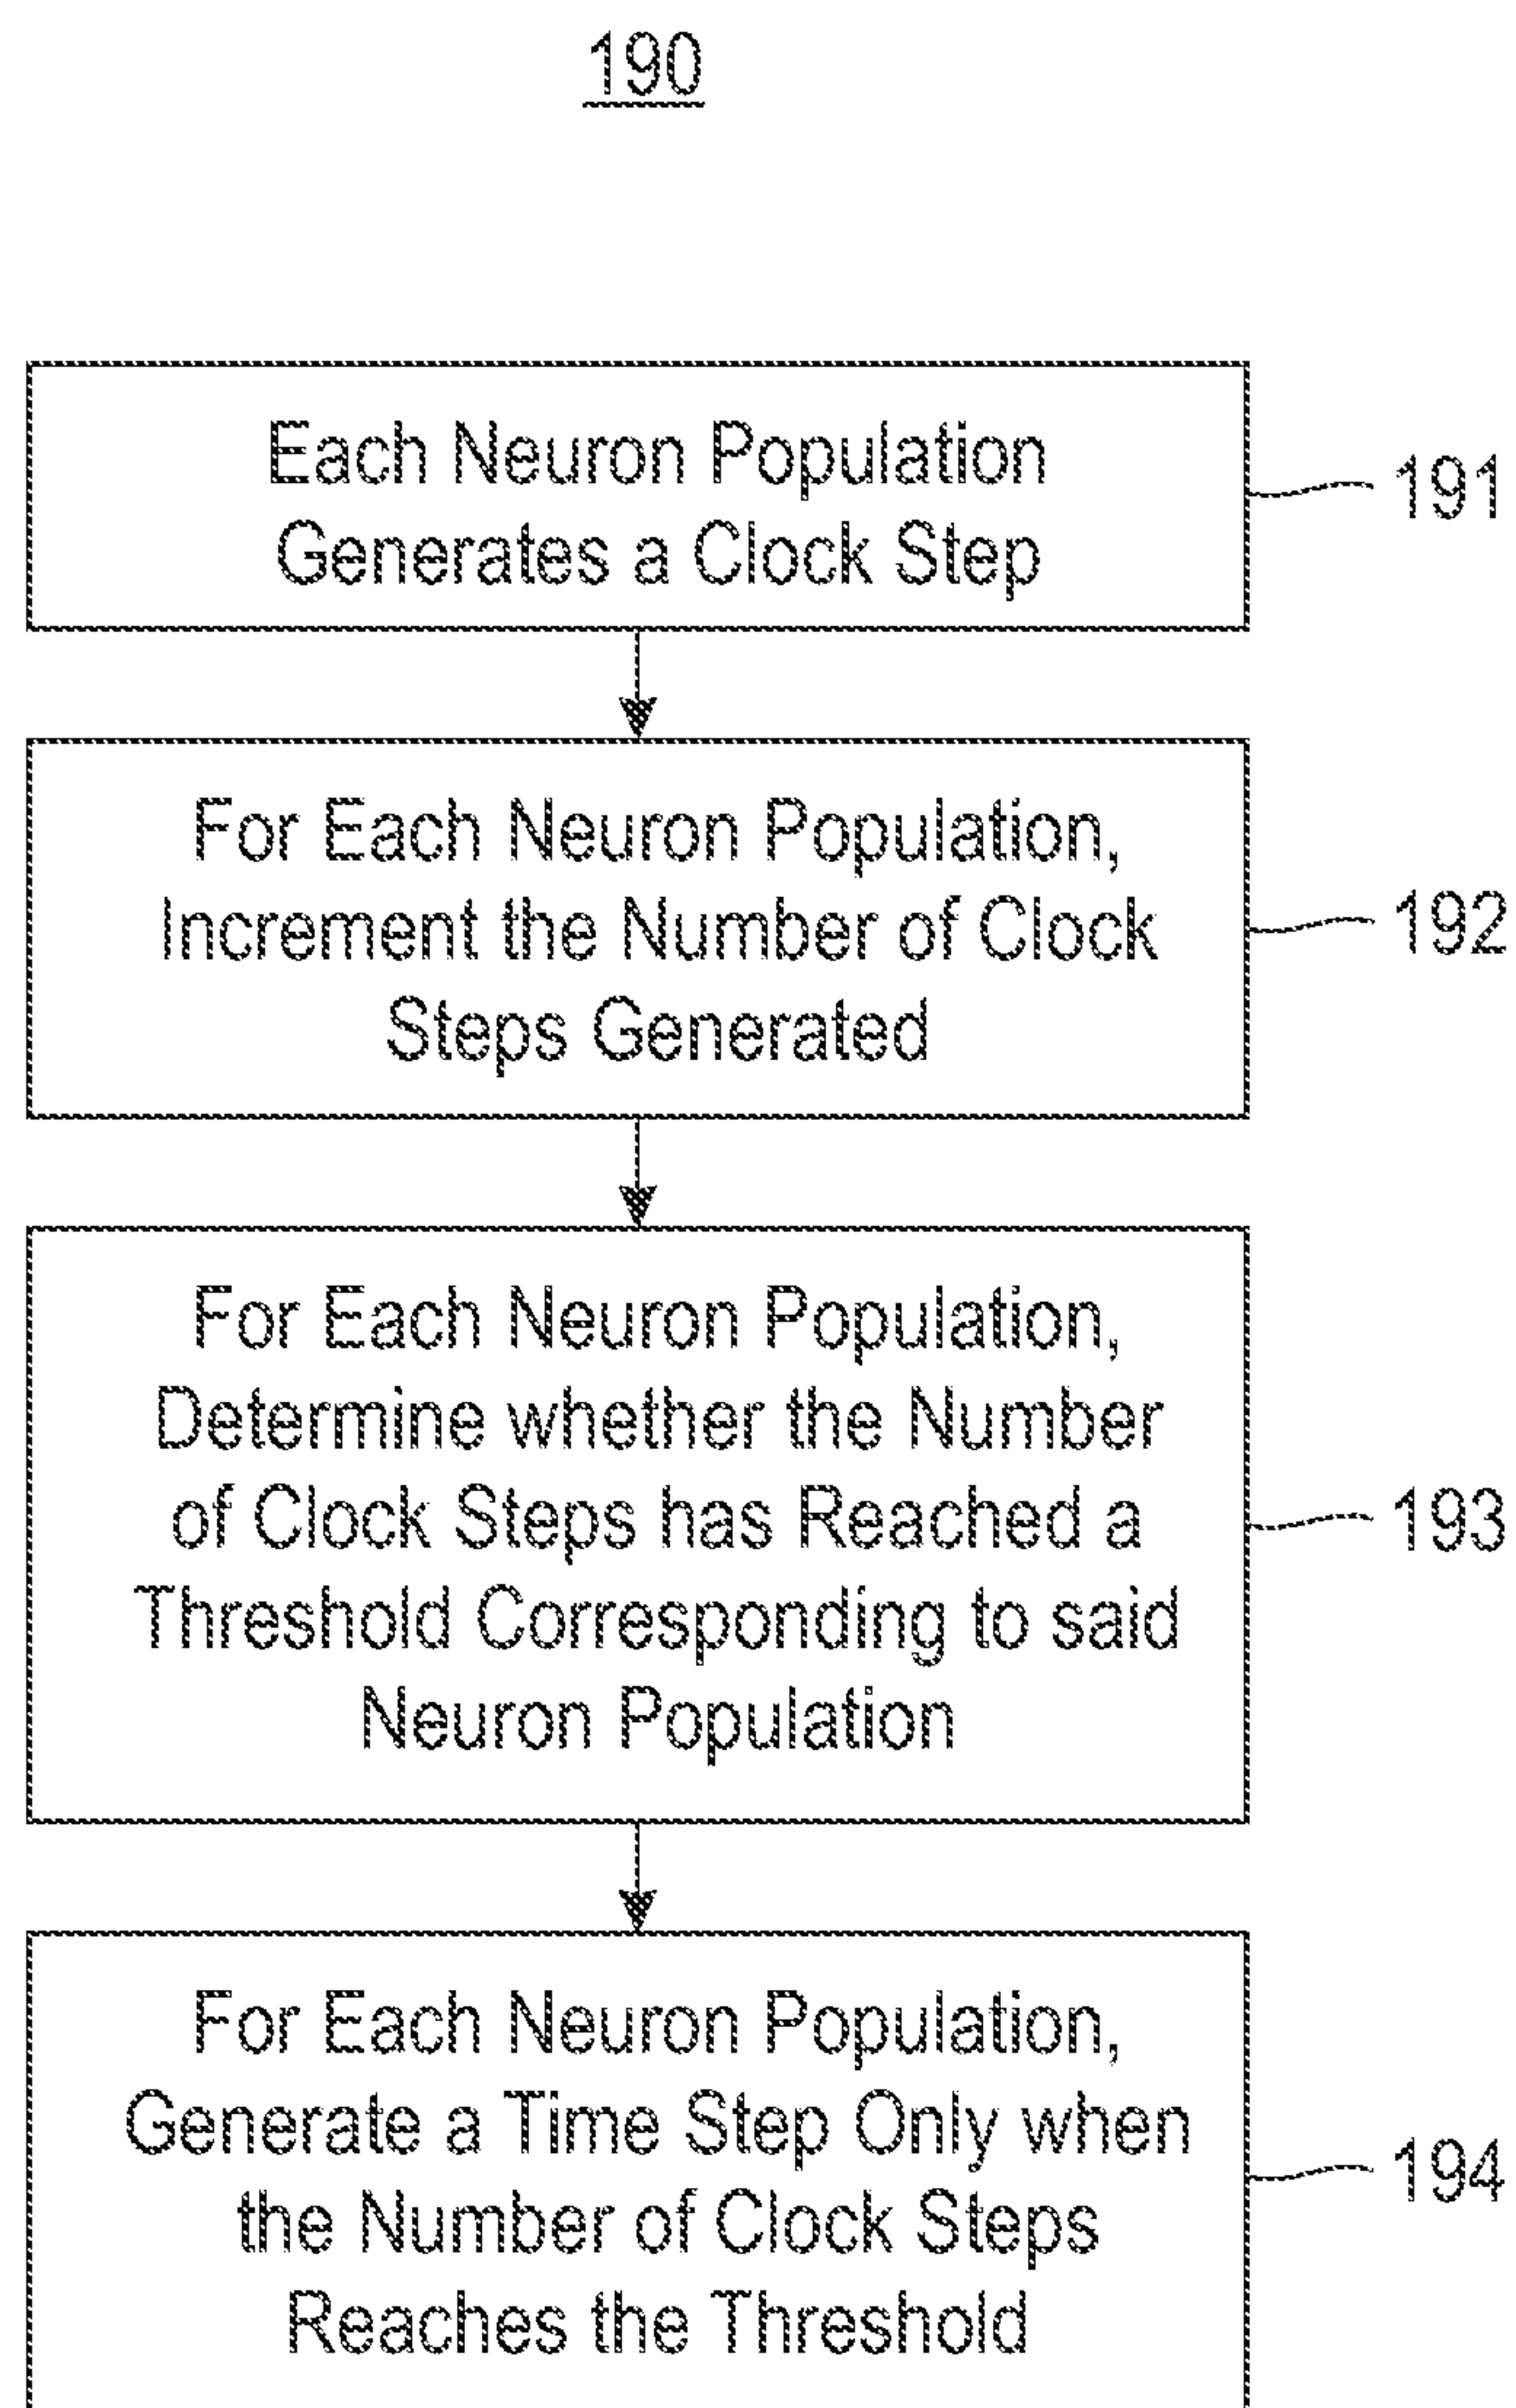 190
Each Neuron Population
Generates a Clock Step
191
For Each Neuron Population,
Increment the Number of Clock
Steps Generated
192
For Each Neuron Population,
Determine whether the Number
of Clock Steps has Reached a
Threshold Corresponding to said
Neuron Population
193
For Each Neuron Population,
Generate a Time Step Only when
the Number of Clock Steps
Reaches the Threshold
194